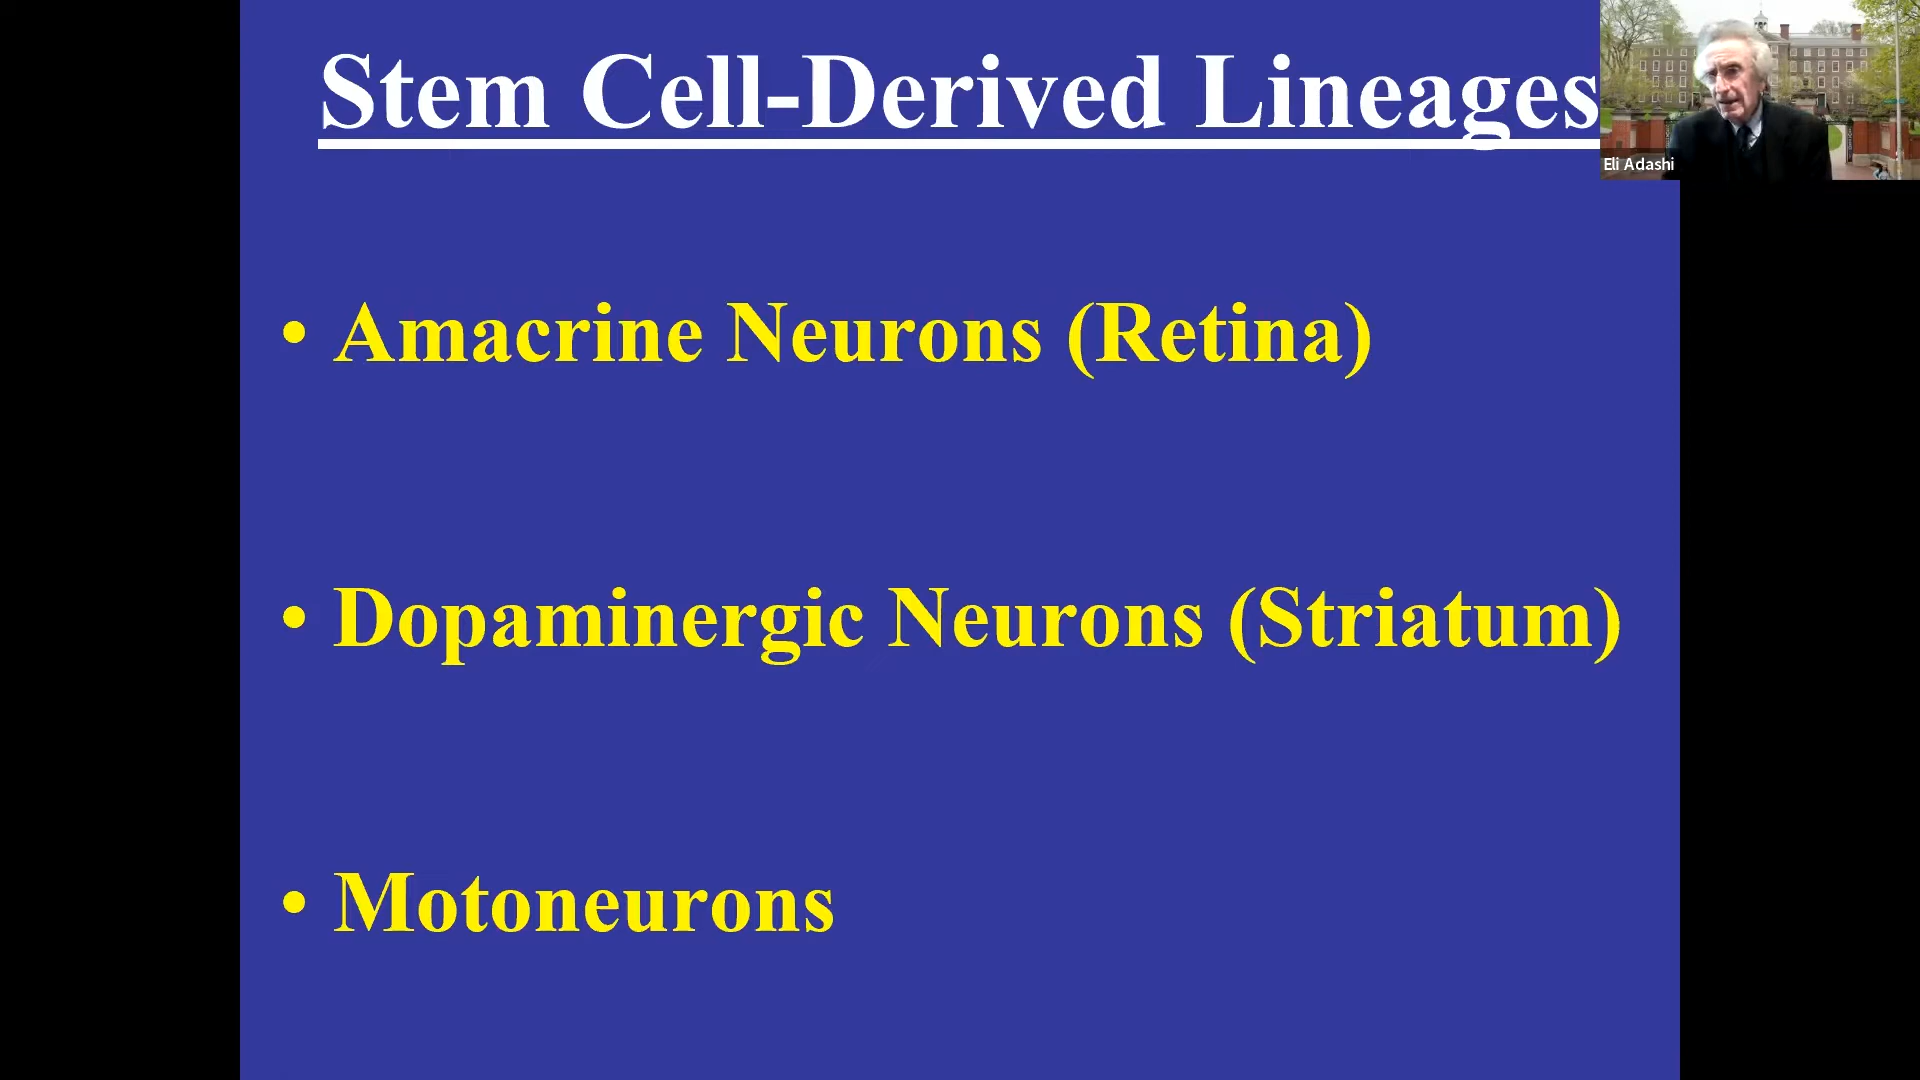 Stem Cell-Derived Lineages
Eli Adashi
• Amacrine Neurons (Retina)
• Dopaminergic Neurons (Striatum)
• Motoneurons